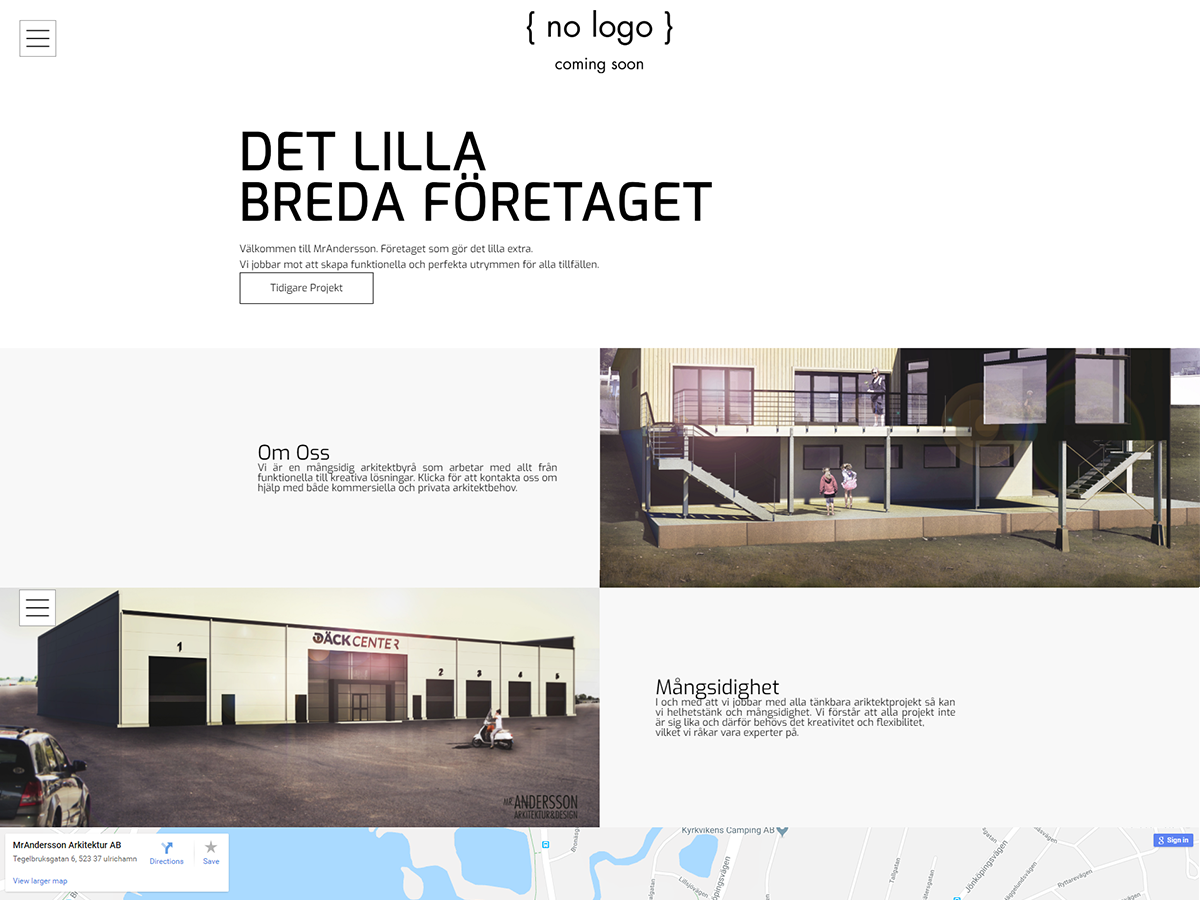 { no logo }
coming soon
DET LILLA
BREDA FÖRETAGET
Välkommen till MrAndersson. Företaget som gör det lilla extra.
Vi jobbar mot att skapa funktionella och perfekta utrymmen för alla tillfällen.
Tidigare Projekt
Om Oss
Vi är en mångsidig arkitektbyrå som arbetar med allt från
funktionella till kreativa lösningar. Klicka för att kontakta oss om
hjälp med både kommersiella och privata arkitektbehov.
DÄCKCENTER
1
2
3
4
5
MR ANDERSSON
ARKITEKTUR&DESIGN
Mångsidighet
I och med att vi jobbar med alla tänkbara ariktektprojekt så kan
vi helhetstänk och mångsidighet. Vi förstår att alla projekt inte
är sig lika och därför behövs det kreativitet och flexibilitet,
vilket vi råkar vara experter på.
MrAndersson Arkitektur AB
Tegelbruksgatan 6, 523 37 ulrichamn
Directions
Save
View larger map
Kyrkvikens Camping AB
Sign in
Lillsjövägen
Tallgatan
Jönköpingsvägen
Ryttarevägen